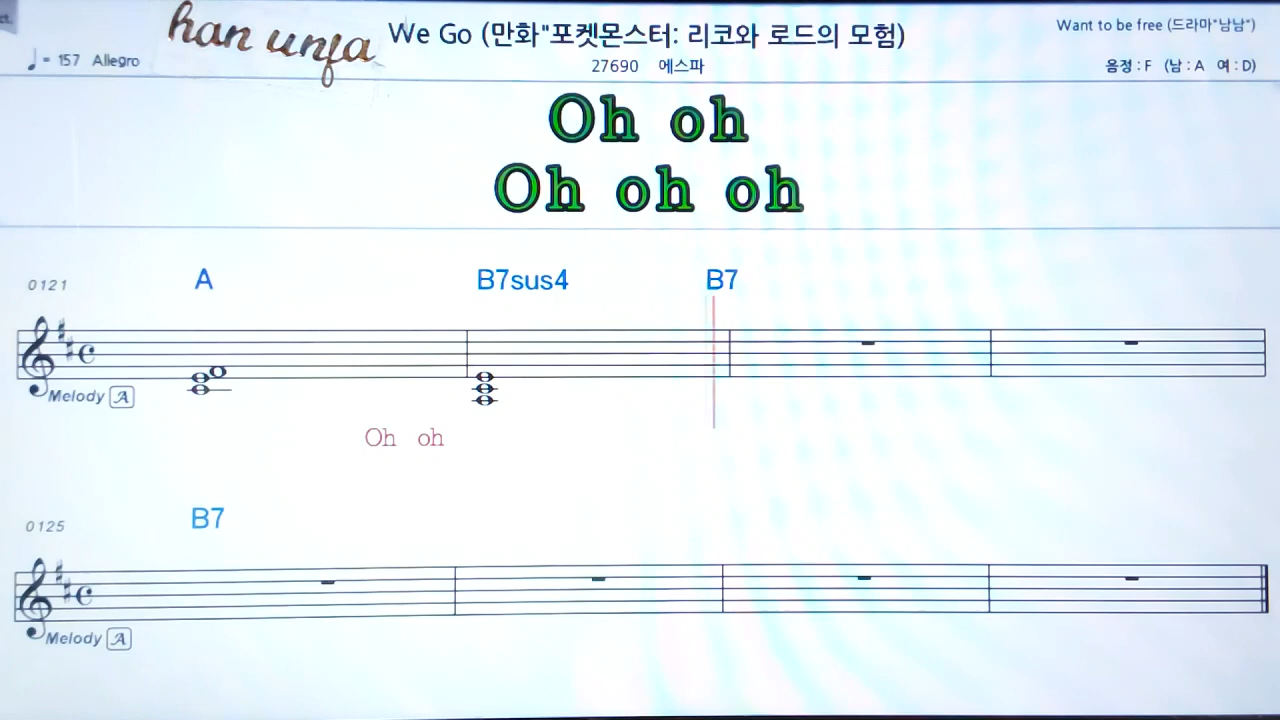 ct.
han unfa
We Go (만화"포켓몬스터: 리코와 로드의 모험)
Want to be free (드라마"남남")
♩ = 157 Allegro
27690 에스파
음정 : F (남 : A 여 : D)
Oh oh
Oh oh oh
0121
A B7sus4 B7
Melody A
Oh oh
0125
B7
Melody A